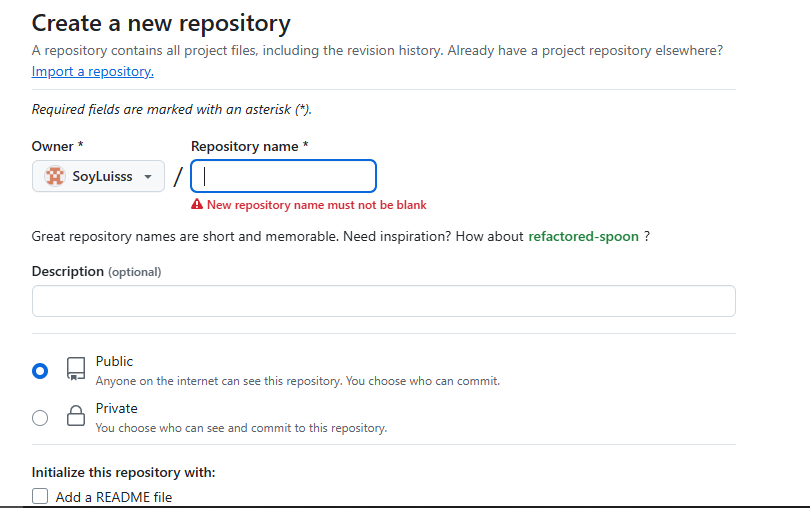 Create a new repository
A repository contains all project files, including the revision history. Already have a project repository elsewhere?
Import a repository.
Required fields are marked with an asterisk (*).
Owner * Repository name *
SoyLuisss /
New repository name must not be blank
Great repository names are short and memorable. Need inspiration? How about refactored-spoon ?
Description (optional)
Public
Anyone on the internet can see this repository. You choose who can commit.
Private
You choose who can see and commit to this repository.
Initialize this repository with:
Add a README file